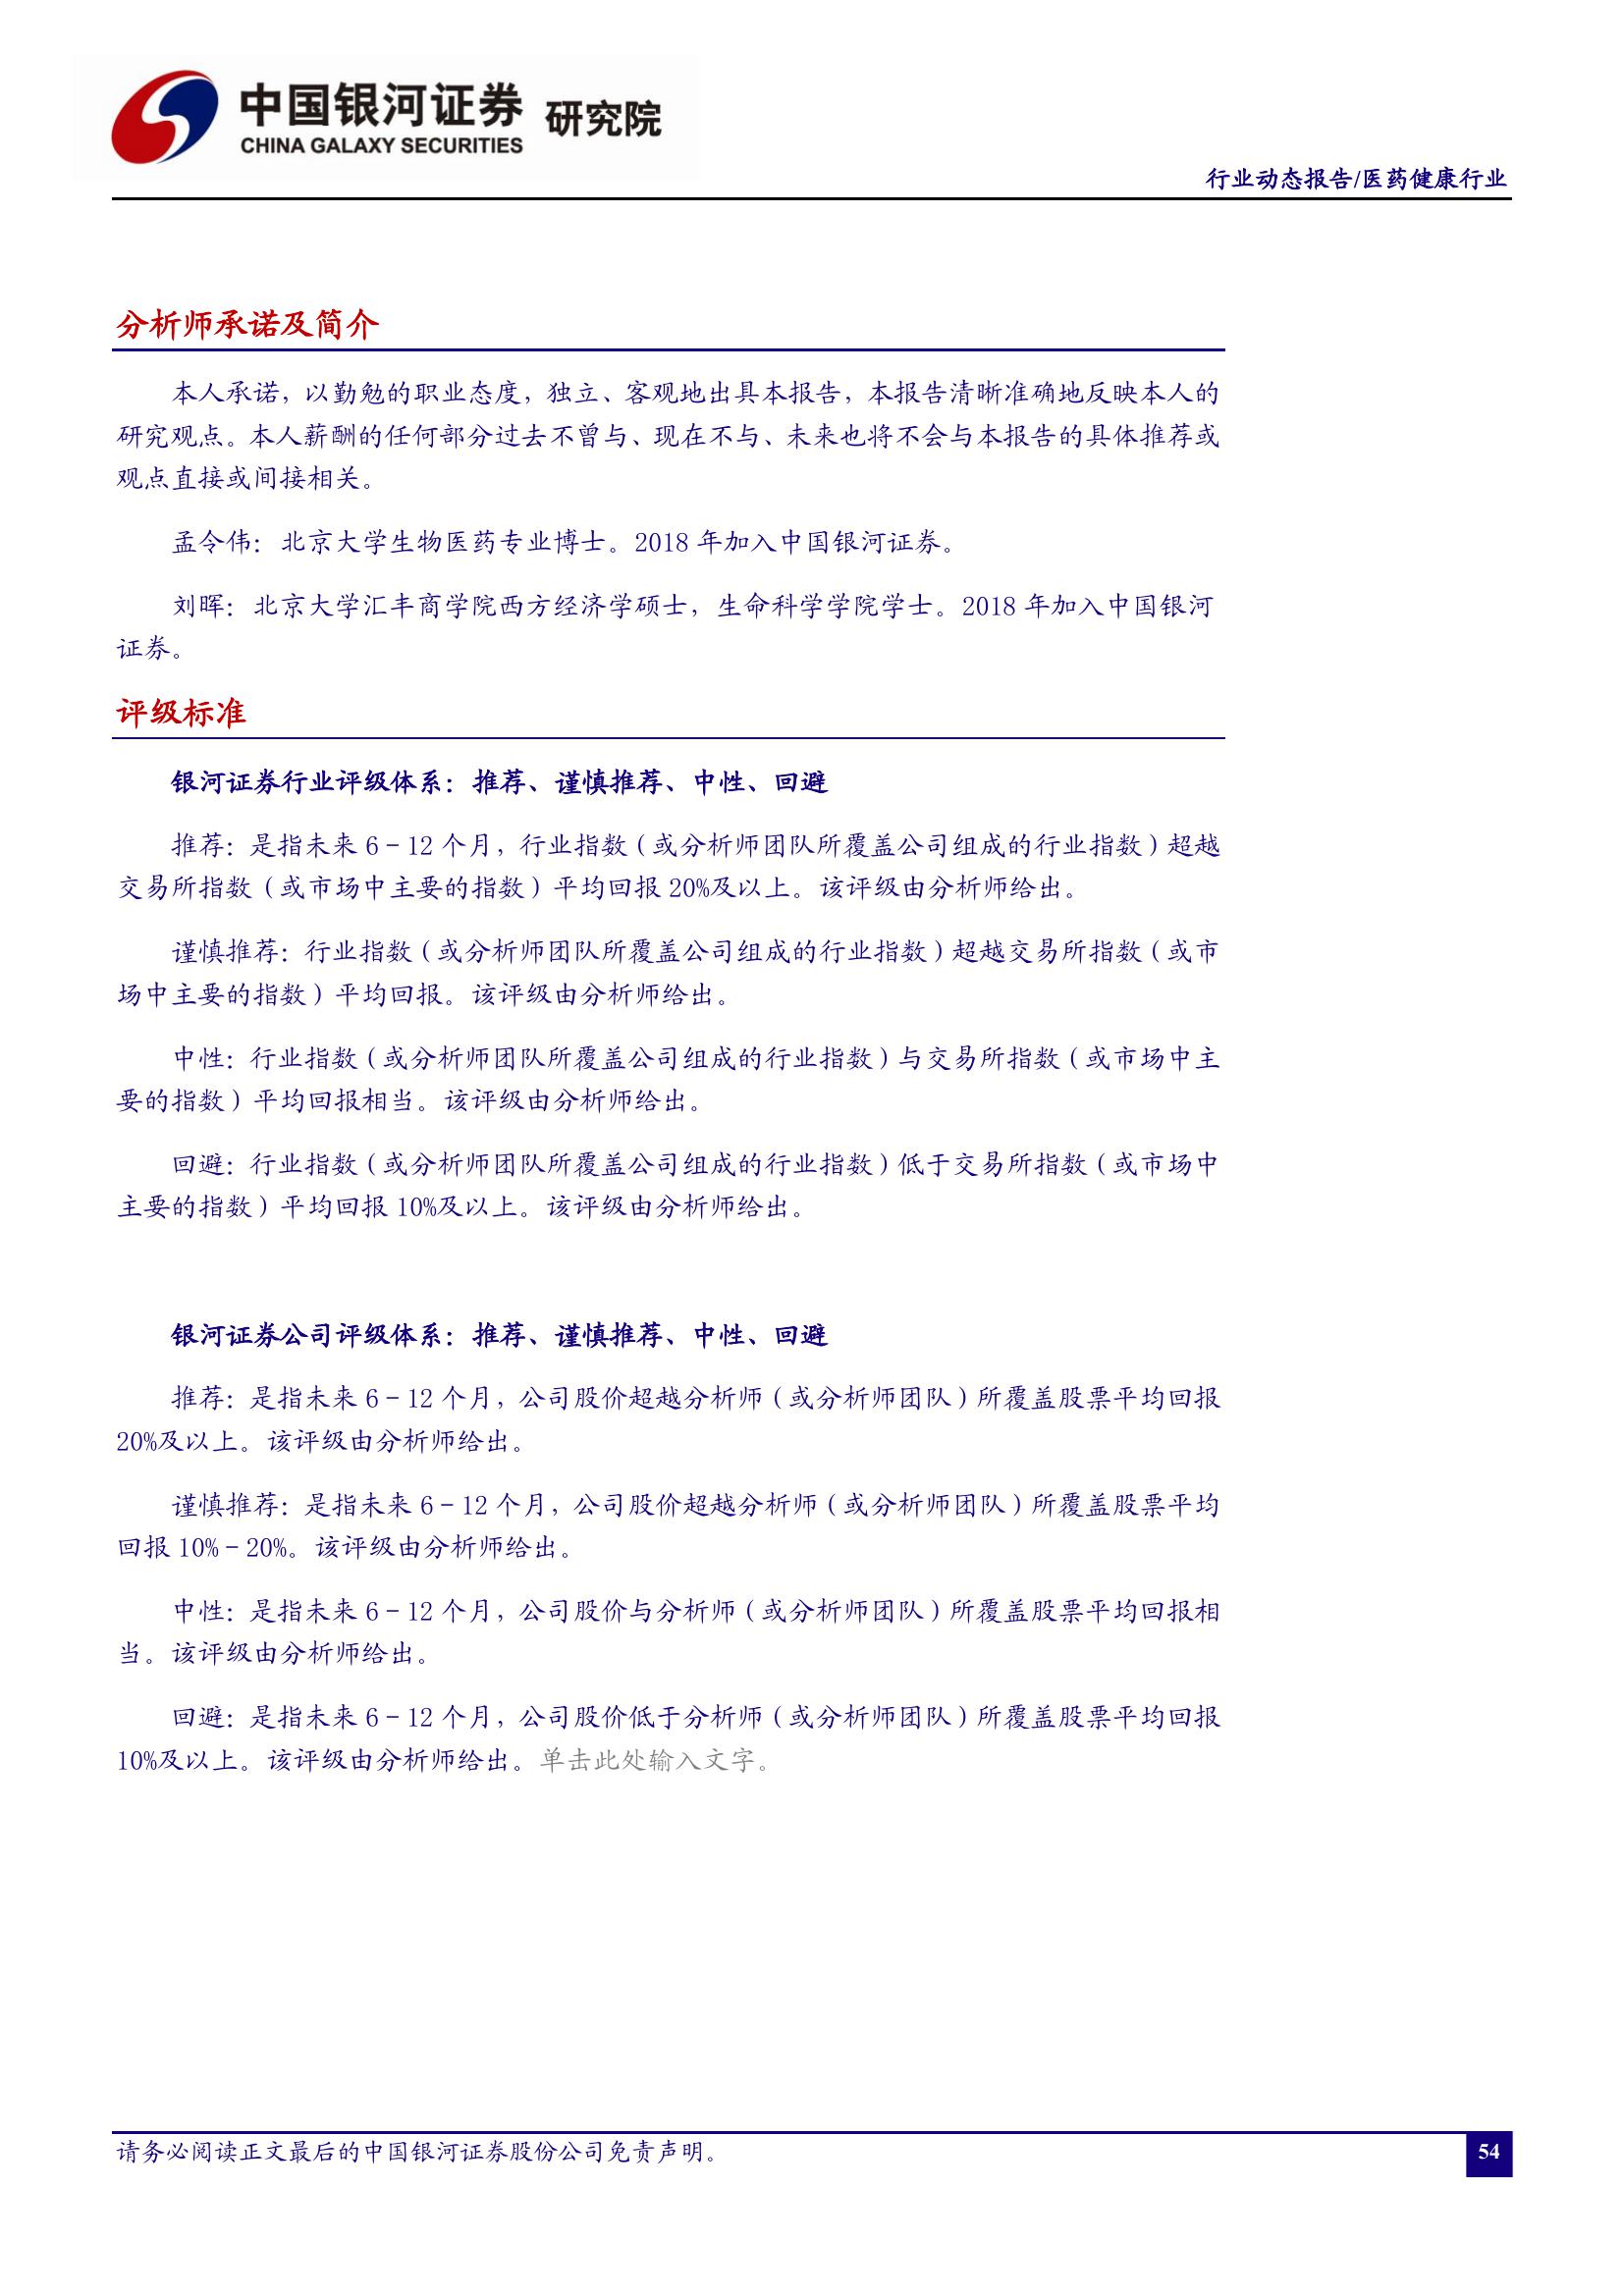 中国银河证券 研究院
CHINA GALAXY SECURITIES
行业动态报告/医药健康行业
分析师承诺及简介
本人承诺，以勤勉的职业态度，独立、客观地出具本报告，本报告清晰准确地反映本人的
研究观点。本人薪酬的任何部分过去不曾与、现在不与、未来也将不会与本报告的具体推荐或
观点直接或间接相关。
孟令伟：北京大学生物医药专业博士。2018 年加入中国银河证券。
刘晖：北京大学汇丰商学院西方经济学硕士，生命科学学院学士。2018 年加入中国银河
证券。
评级标准
银河证券行业评级体系：推荐、谨慎推荐、中性、回避
推荐：是指未来 6－12 个月，行业指数（或分析师团队所覆盖公司组成的行业指数）超越
交易所指数（或市场中主要的指数）平均回报 20%及以上。该评级由分析师给出。
谨慎推荐：行业指数（或分析师团队所覆盖公司组成的行业指数）超越交易所指数（或市
场中主要的指数）平均回报。该评级由分析师给出。
中性：行业指数（或分析师团队所覆盖公司组成的行业指数）与交易所指数（或市场中主
要的指数）平均回报相当。该评级由分析师给出。
回避：行业指数（或分析师团队所覆盖公司组成的行业指数）低于交易所指数（或市场中
主要的指数）平均回报 10%及以上。该评级由分析师给出。
银河证券公司评级体系：推荐、谨慎推荐、中性、回避
推荐：是指未来 6－12 个月，公司股价超越分析师（或分析师团队）所覆盖股票平均回报
20%及以上。该评级由分析师给出。
谨慎推荐：是指未来 6－12 个月，公司股价超越分析师（或分析师团队）所覆盖股票平均
回报 10%－20%。该评级由分析师给出。
中性：是指未来 6－12 个月，公司股价与分析师（或分析师团队）所覆盖股票平均回报相
当。该评级由分析师给出。
回避：是指未来 6－12 个月，公司股价低于分析师（或分析师团队）所覆盖股票平均回报
10%及以上。该评级由分析师给出。单击此处输入文字。
请务必阅读正文最后的中国银河证券股份公司免责声明。
54